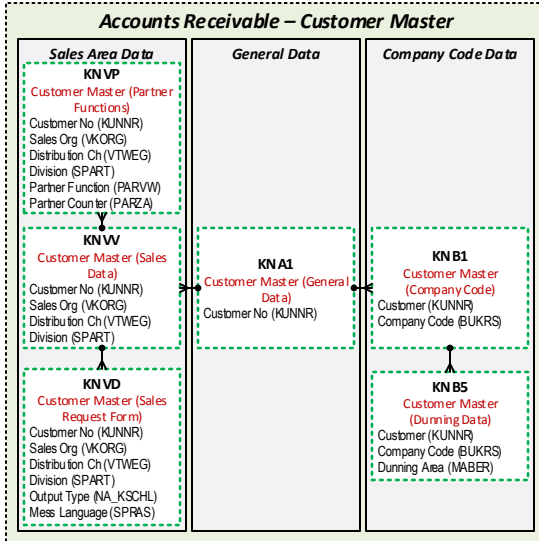 Accounts Receivable – Customer Master
Sales Area Data
KNVP
Customer Master (Partner
Functions)
Customer No (KUNNR)
Sales Org (VKORG)
Distribution Ch (VTWEG)
Division (SPART)
Partner Function (PARVW)
Partner Counter (PARZA)
KNVV
Customer Master (Sales
Data)
Customer No (KUNNR)
Sales Org (VKORG)
Distribution Ch (VTWEG)
Division (SPART)
KNVD
Customer Master (Sales
Request Form)
Customer No (KUNNR)
Sales Org (VKORG)
Distribution Ch (VTWEG)
Division (SPART)
Output Type (NA_KSCHL)
Mess Language (SPRAS)
General Data
KNA1
Customer Master (General
Data)
Customer No (KUNNR)
Company Code Data
KNB1
Customer Master
(Company Code)
Customer (KUNNR)
Company Code (BUKRS)
KNB5
Customer Master
(Dunning Data)
Customer (KUNNR)
Company Code (BUKRS)
Dunning Area (MABER)